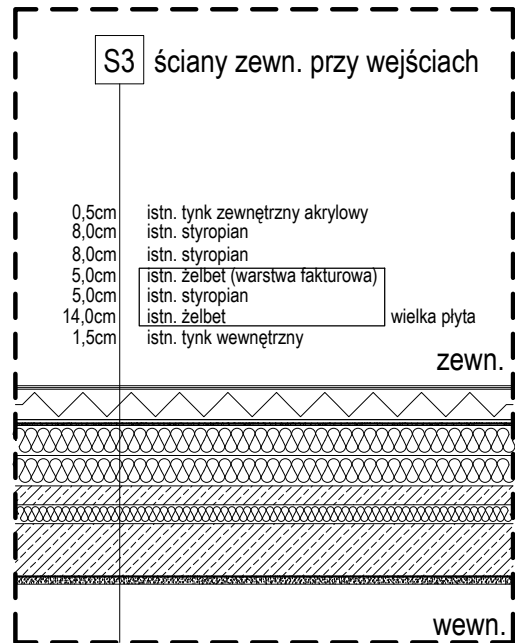 S3 ściany zewn. przy wejściach
0,5cm istn. tynk zewnętrzny akrylowy
8,0cm istn. styropian
8,0cm istn. styropian
5,0cm istn. żelbet (warstwa fakturowa)
5,0cm istn. styropian
14,0cm istn. żelbet wielka płyta
1,5cm istn. tynk wewnętrzny
zewn.
wewn.